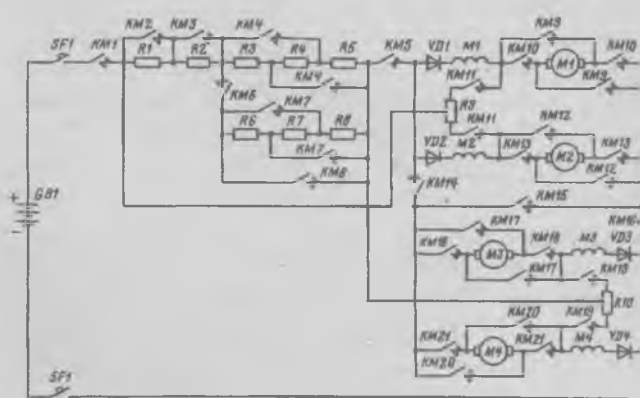 KM2 KM3 KM4 KM9
SF1 KM1 R1 R2 R3 R4 R5 KM5 VD1 M1 KM10 M1 KM10
KM4 KM11 KM9
KM6 KM7 R9 KM12
R6 R7 R8 KM11
VD2 M2 KM13 M2 KM13
KM7 KM12
KM8 KM14
KM15
+ GB1 KM17 KM16
- KM18 M3 KM18 M3 VD3
KM17 KM19
R10
KM20 KM19
KM21 M4 KM21 M4 VD4
SF1 KM20